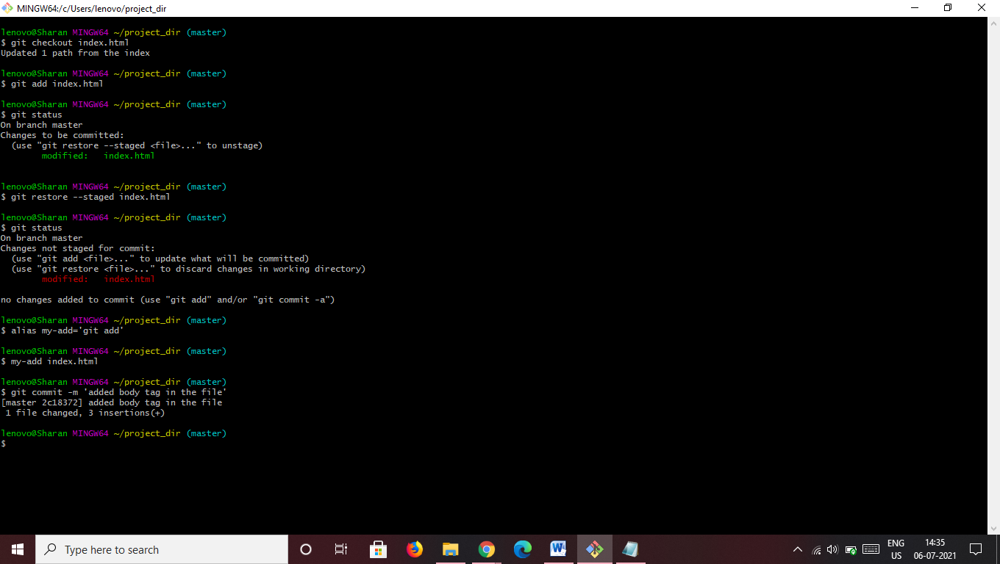 MINGW64:/c/Users/lenovo/project_dir
lenovo@Sharan MINGW64 ~/project_dir (master)
$ git checkout index.html
Updated 1 path from the index
lenovo@Sharan MINGW64 ~/project_dir (master)
$ git add index.html
lenovo@Sharan MINGW64 ~/project_dir (master)
$ git status
On branch master
Changes to be committed:
  (use "git restore --staged <file>..." to unstage)
        modified:   index.html
lenovo@Sharan MINGW64 ~/project_dir (master)
$ git restore --staged index.html
lenovo@Sharan MINGW64 ~/project_dir (master)
$ git status
On branch master
Changes not staged for commit:
  (use "git add <file>..." to update what will be committed)
  (use "git restore <file>..." to discard changes in working directory)
        modified:   index.html
no changes added to commit (use "git add" and/or "git commit -a")
lenovo@Sharan MINGW64 ~/project_dir (master)
$ alias my-add='git add'
lenovo@Sharan MINGW64 ~/project_dir (master)
$ my-add index.html
lenovo@Sharan MINGW64 ~/project_dir (master)
$ git commit -m 'added body tag in the file'
[master 2c18372] added body tag in the file
 1 file changed, 3 insertions(+)
lenovo@Sharan MINGW64 ~/project_dir (master)
$
Type here to search
ENG
US
14:35
06-07-2021